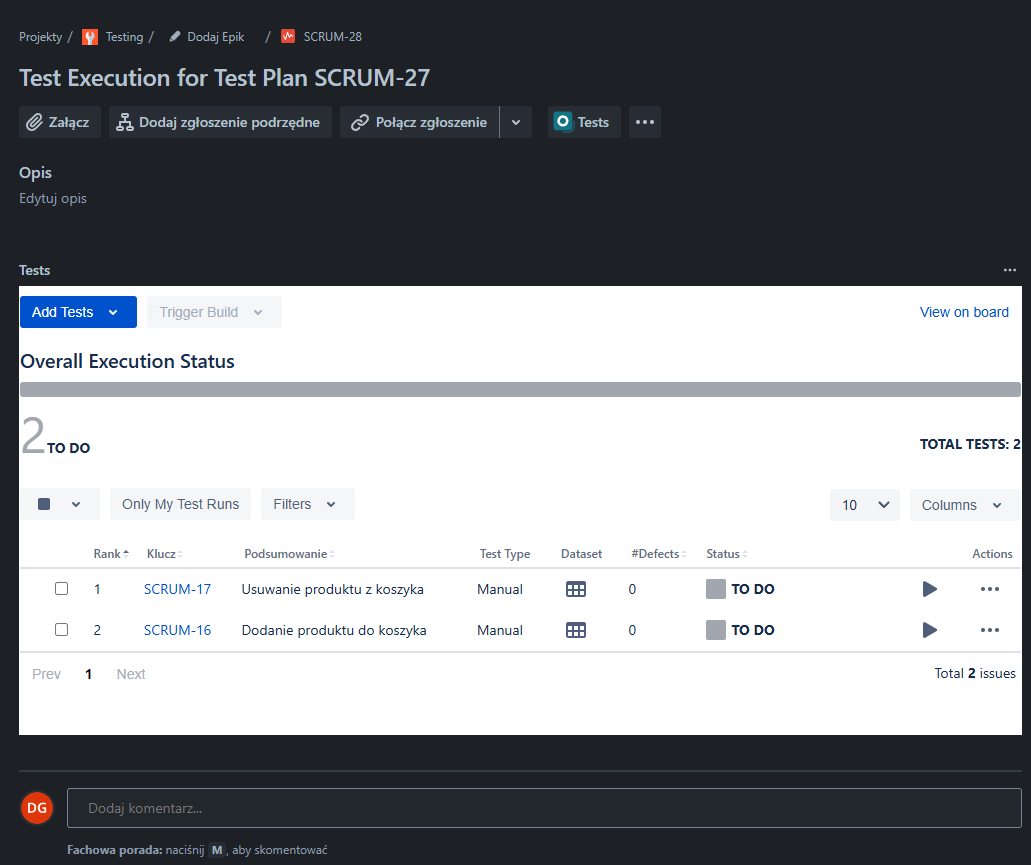 Projekty / Testing / Dodaj Epik / SCRUM-28
Test Execution for Test Plan SCRUM-27
Załącz Dodaj zgłoszenie podrzędne Połącz zgłoszenie Tests
Opis
Edytuj opis
Tests
Add Tests Trigger Build View on board
Overall Execution Status
2 TO DO TOTAL TESTS: 2
Only My Test Runs Filters 10 Columns
Rank Klucz Podsumowanie Test Type Dataset #Defects Status Actions
1 SCRUM-17 Usuwanie produktu z koszyka Manual 0 TO DO
2 SCRUM-16 Dodanie produktu do koszyka Manual 0 TO DO
Prev 1 Next Total 2 issues
DG Dodaj komentarz...
Fachowa porada: naciśnij M, aby skomentować